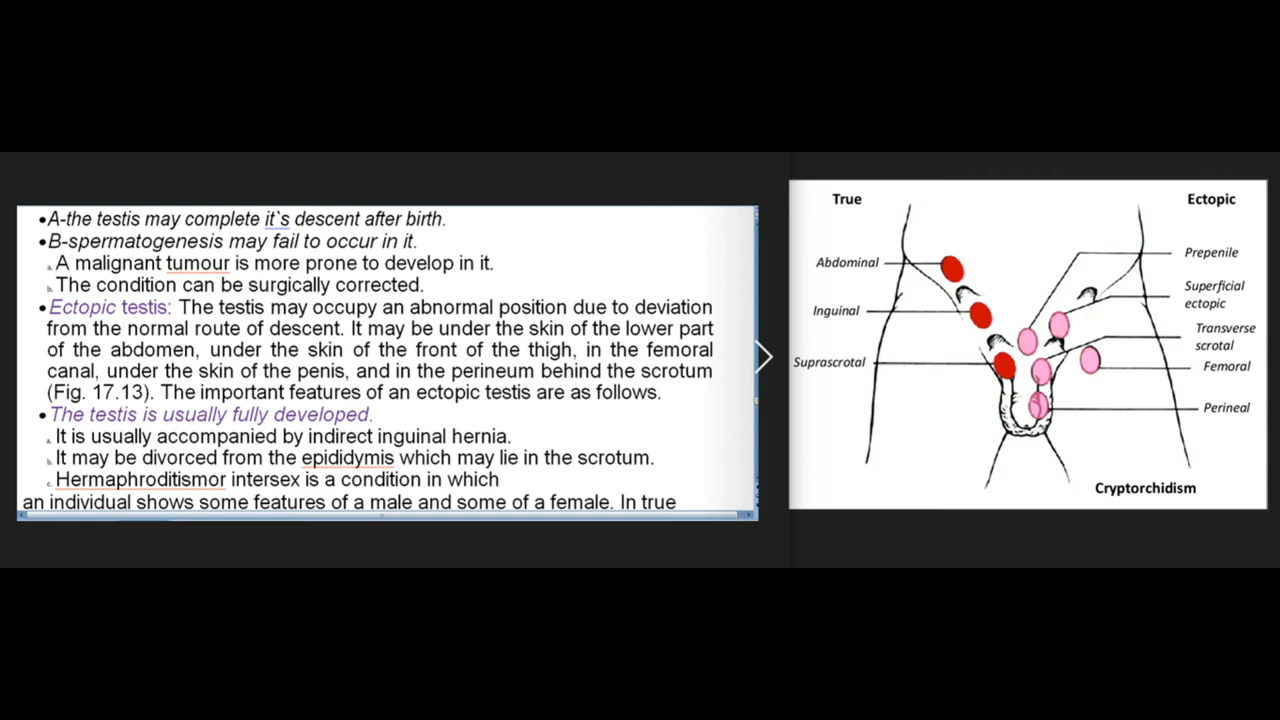 •A-the testis may complete it`s descent after birth.
•B-spermatogenesis may fail to occur in it.
a. A malignant tumour is more prone to develop in it.
b. The condition can be surgically corrected.
•Ectopic testis: The testis may occupy an abnormal position due to deviation
from the normal route of descent. It may be under the skin of the lower part
of the abdomen, under the skin of the front of the thigh, in the femoral
canal, under the skin of the penis, and in the perineum behind the scrotum
(Fig. 17.13). The important features of an ectopic testis are as follows.
•The testis is usually fully developed.
a. It is usually accompanied by indirect inguinal hernia.
b. It may be divorced from the epididymis which may lie in the scrotum.
c. Hermaphroditismor intersex is a condition in which
an individual shows some features of a male and some of a female. In true
True
Abdominal
Inguinal
Suprascrotal
Ectopic
Prepenile
Superficial
ectopic
Transverse
scrotal
Femoral
Perineal
Cryptorchidism